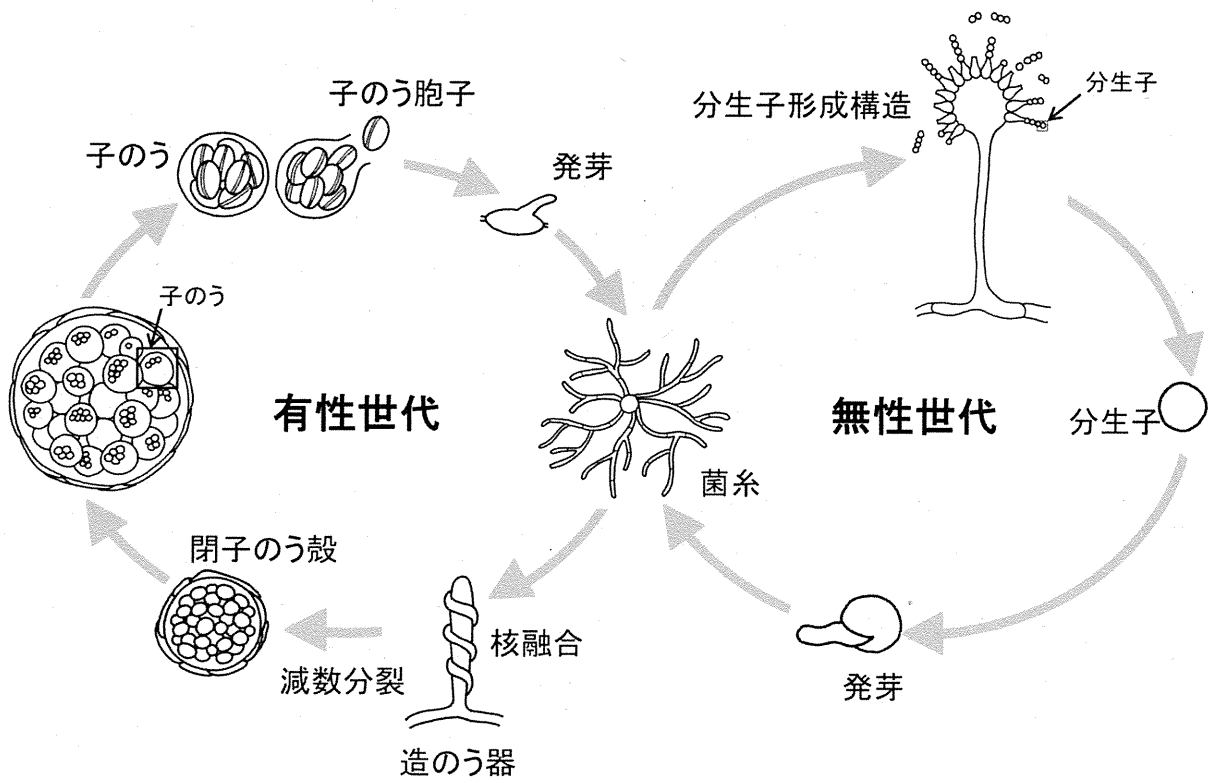 子のう胞子
子のう
発芽
分生子形成構造
分生子
子のう
有性世代
無性世代
分生子
菌糸
閉子のう殻
核融合
減数分裂
造のう器
発芽